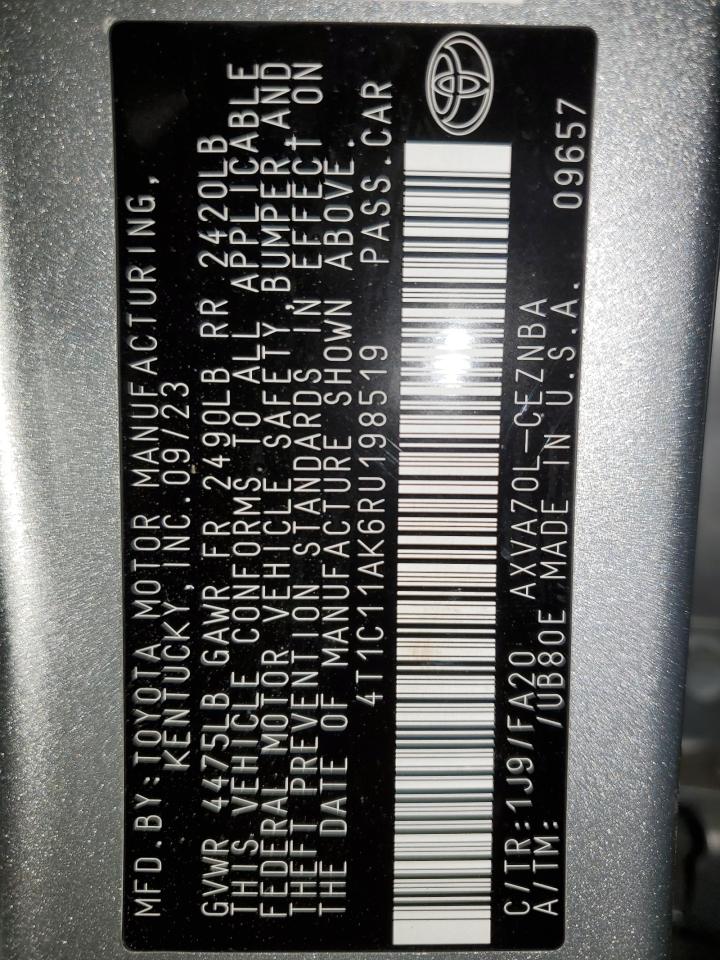 MFD.BY:TOYOTA MOTOR MANUFACTURING,
KENTUCKY,INC.09/23
GVWR 4475LB GAWR FR 2490LB RR 2420LB
THIS VEHICLE CONFORMS TO ALL APPLICABLE
FEDERAL MOTOR VEHICLE SAFETY,BUMPER,AND
THEFT PREVENTION STANDARDS IN EFFECT ON
THE DATE OF MANUFACTURE SHOWN ABOVE.
4T1C11AK6RU198519 PASS.CAR
C/TR:1J9/FA20 AXVA70L-CEZNBA
A/TM: /UB80E MADE IN U.S.A. 09657